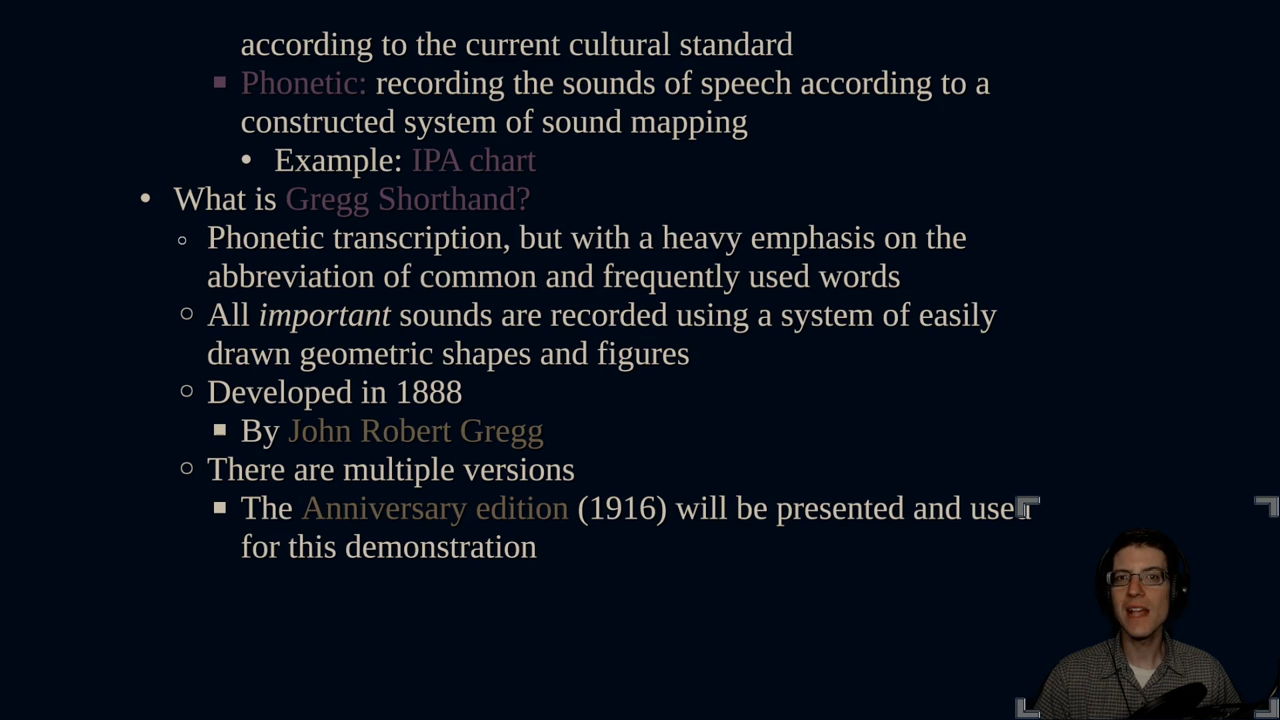 according to the current cultural standard
Phonetic: recording the sounds of speech according to a
constructed system of sound mapping
Example: IPA chart
What is Gregg Shorthand?
Phonetic transcription, but with a heavy emphasis on the
abbreviation of common and frequently used words
All important sounds are recorded using a system of easily
drawn geometric shapes and figures
Developed in 1888
By John Robert Gregg
There are multiple versions
The Anniversary edition (1916) will be presented and used
for this demonstration